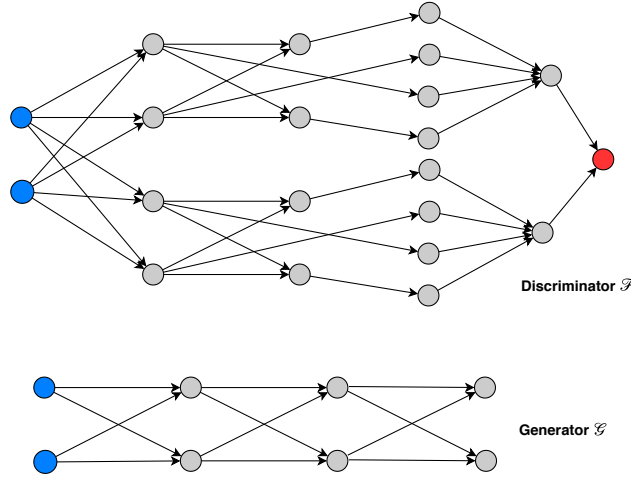 Discriminator ℱ
Generator 𝒢